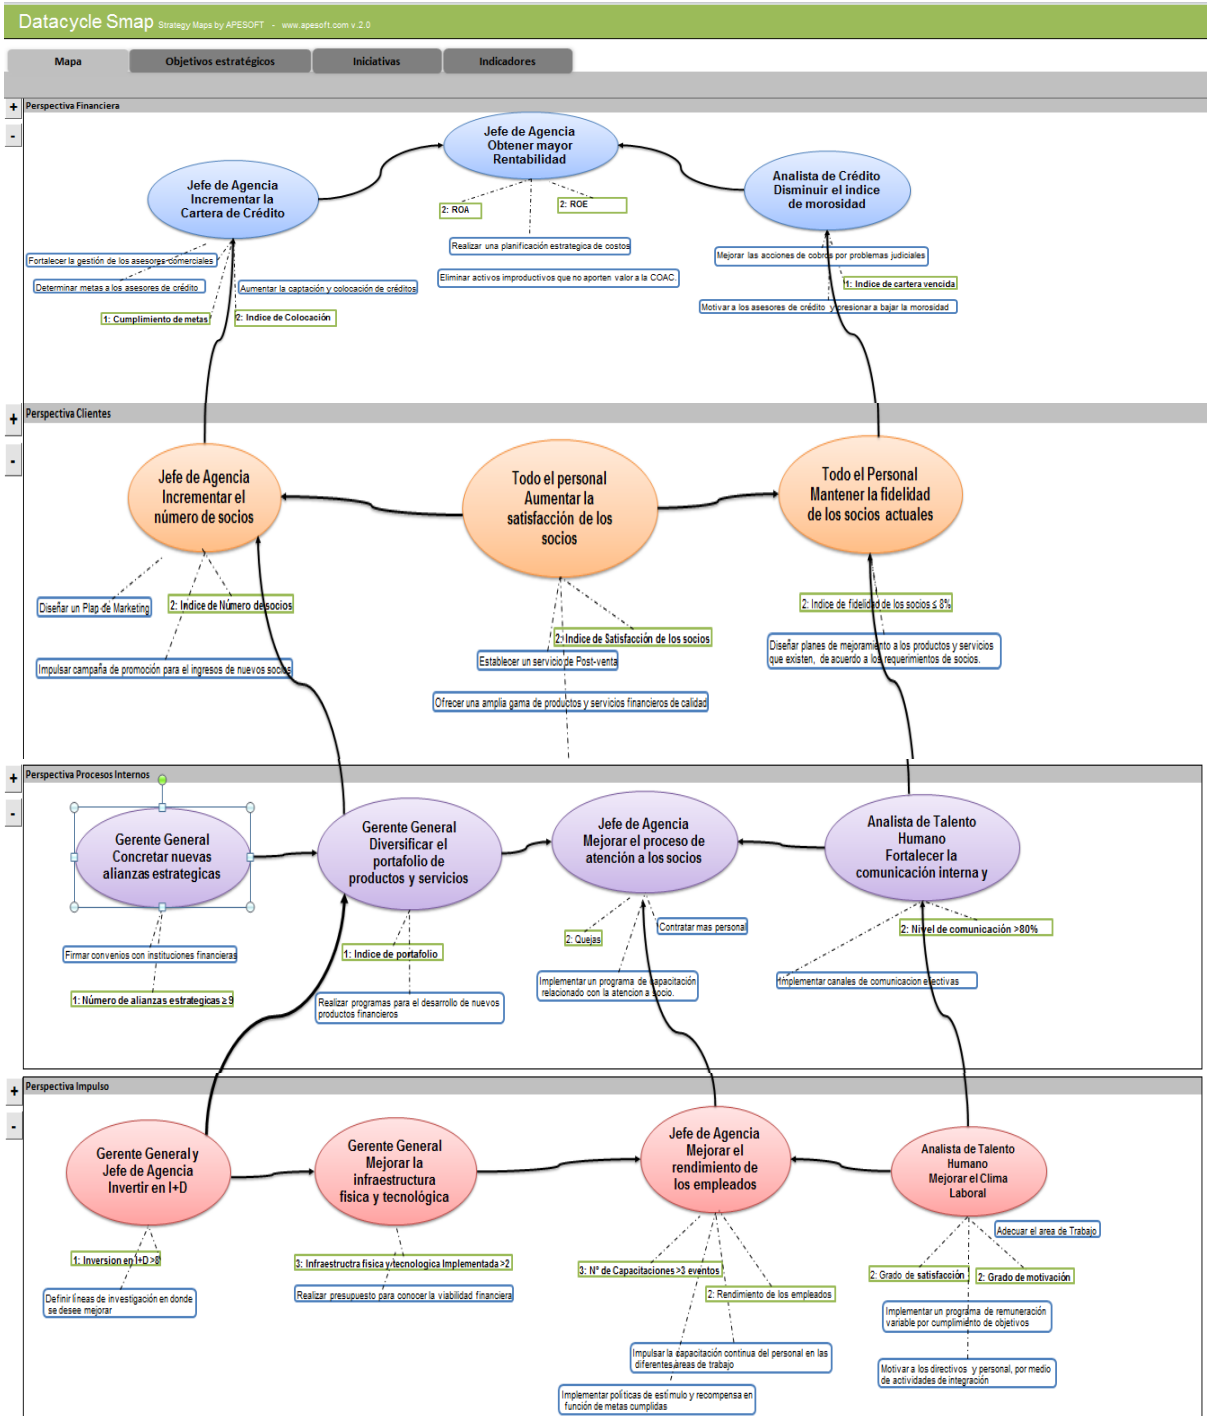 Datacycle Smap Strategy Maps by APESOFT - www.apesoft.com v.2.0
Mapa
Objetivos estratégicos
Iniciativas
Indicadores
+
Perspectiva Financiera
-
Jefe de Agencia
Obtener mayor
Rentabilidad
Jefe de Agencia
Incrementar la
Cartera de Crédito
Analista de Crédito
Disminuir el indice
de morosidad
2: ROA
2: ROE
Realizar una planificación estrategica de costos
Eliminar activos improductivos que no aporten valor a la COAC.
Fortalecer la gestión de los asesores comerciales
Determinar metas a los asesores de crédito
Aumentar la captación y colocación de créditos
1: Cumplimiento de metas
2: Indice de Colocación
Mejorar las acciones de cobros por problemas judiciales
1: Indice de cartera vencida
Motivar a los asesores de crédito y presionar a bajar la morosidad
+
Perspectiva Clientes
-
Jefe de Agencia
Incrementar el
número de socios
Todo el personal
Aumentar la
satisfacción de los
socios
Todo el Personal
Mantener la fidelidad
de los socios actuales
Diseñar un Plan de Marketing
2: Indice de Número de socios
Impulsar campaña de promoción para el ingresos de nuevos socios
2: Indice de Satisfacción de los socios
Establecer un servicio de Post-venta
Ofrecer una amplia gama de productos y servicios financieros de calidad
2: Indice de fidelidad de los socios ≤ 8%
Diseñar planes de mejoramiento a los productos y servicios
que existen, de acuerdo a los requerimientos de socios.
+
Perspectiva Procesos Internos
-
Gerente General
Concretar nuevas
alianzas estrategicas
Gerente General
Diversificar el
portafolio de
productos y servicios
Jefe de Agencia
Mejorar el proceso de
atención a los socios
Analista de Talento
Humano
Fortalecer la
comunicación interna y
Firmar convenios con instituciones financieras
1: Número de alianzas estrategicas ≥ 9
1: Indice de portafolio
Realizar programas para el desarrollo de nuevos
productos financieros
2: Quejas
Contratar mas personal
Implementar un programa de capacitación
relacionado con la atencion a socio.
2: Nivel de comunicación >80%
Implementar canales de comunicacion efectivas
+
Perspectiva Impulso
-
Gerente General y
Jefe de Agencia
Invertir en I+D
Gerente General
Mejorar la
infraestructura
fisica y tecnológica
Jefe de Agencia
Mejorar el
rendimiento de
los empleados
Analista de Talento
Humano
Mejorar el Clima
Laboral
1: Inversion en I+D >8
Definir líneas de investigación en donde
se desee mejorar
3: Infraestructra fisica y tecnologica Implementada >2
Realizar presupuesto para conocer la viabilidad financiera
3: N° de Capacitaciones >3 eventos
2: Rendimiento de los empleados
Impulsar la capacitación continua del personal en las
diferentes áreas de trabajo
Implementar políticas de estímulo y recompensa en
función de metas cumplidas
Adecuar el area de Trabajo
2: Grado de satisfacción
2: Grado de motivación
Implementar un programa de remuneración
variable por cumplimiento de objetivos
Motivar a los directivos y personal, por medio
de actividades de integración